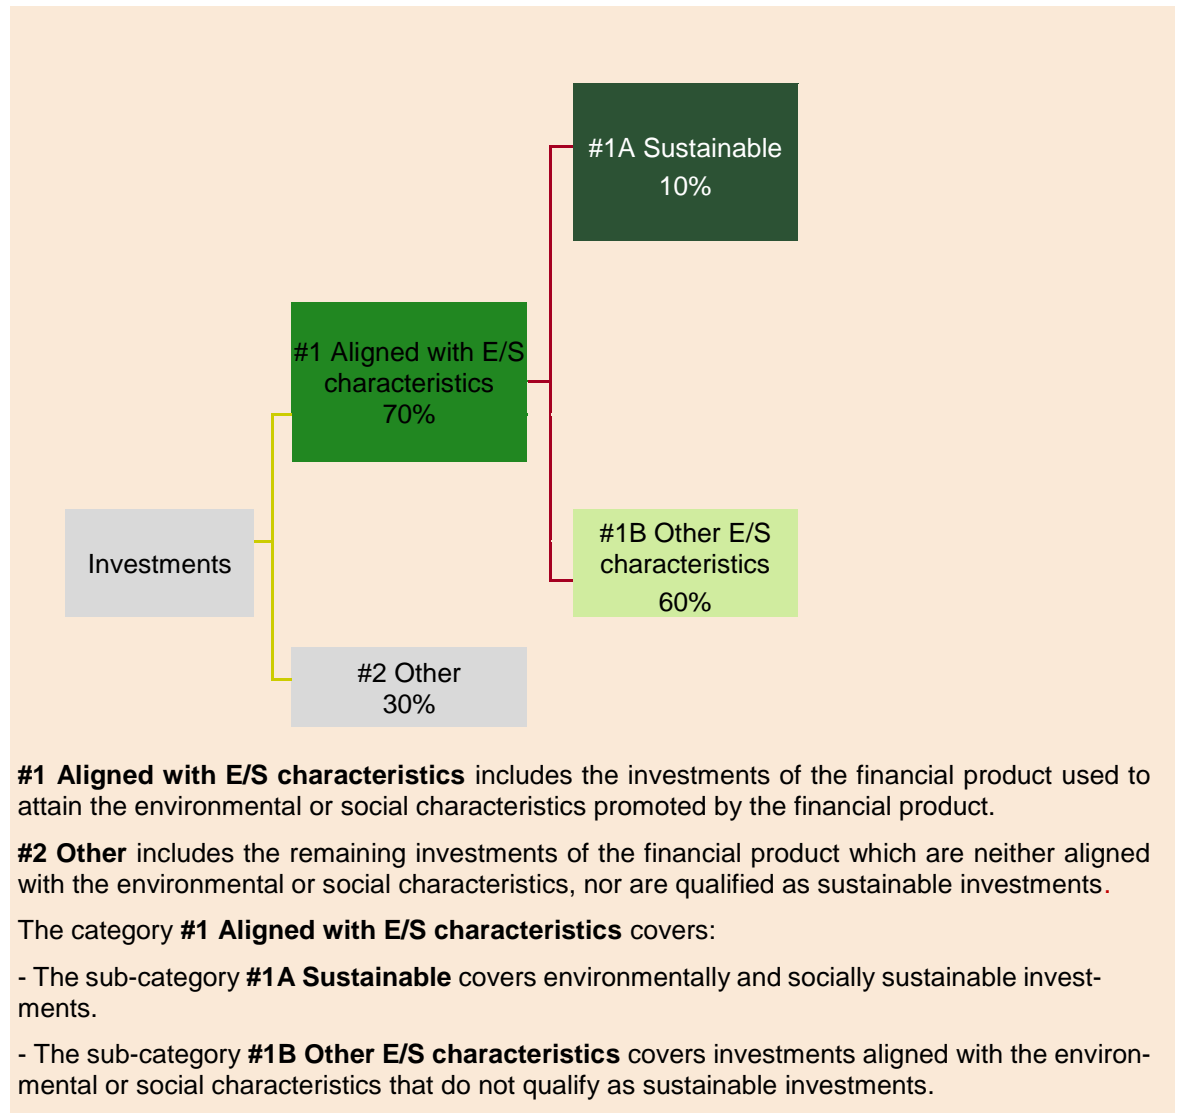 #1A Sustainable
10%
#1 Aligned with E/S
characteristics
70%
#1B Other E/S
characteristics
60%
Investments
#2 Other
30%
#1 Aligned with E/S characteristics includes the investments of the financial product used to
attain the environmental or social characteristics promoted by the financial product.
#2 Other includes the remaining investments of the financial product which are neither aligned
with the environmental or social characteristics, nor are qualified as sustainable investments.
The category #1 Aligned with E/S characteristics covers:
- The sub-category #1A Sustainable covers environmentally and socially sustainable invest-
ments.
- The sub-category #1B Other E/S characteristics covers investments aligned with the environ-
mental or social characteristics that do not qualify as sustainable investments.